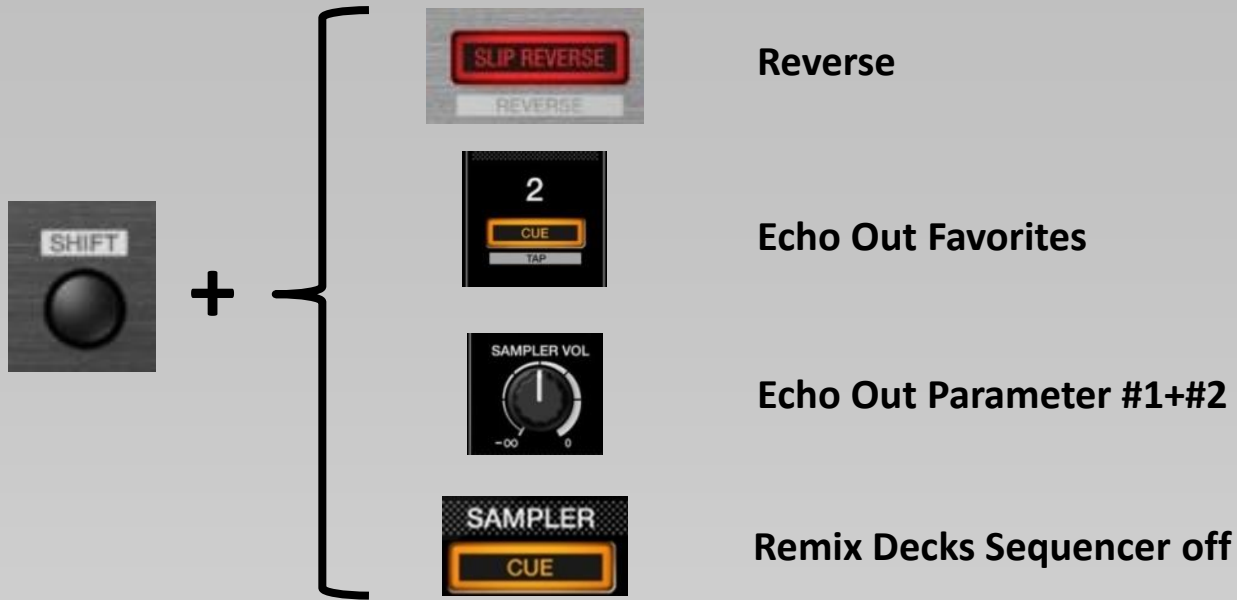 SLIP REVERSE
REVERSE
Reverse
2
CUE
TAP
Echo Out Favorites
SHIFT
+
SAMPLER VOL
-∞ 0
Echo Out Parameter #1+#2
SAMPLER
CUE
Remix Decks Sequencer off